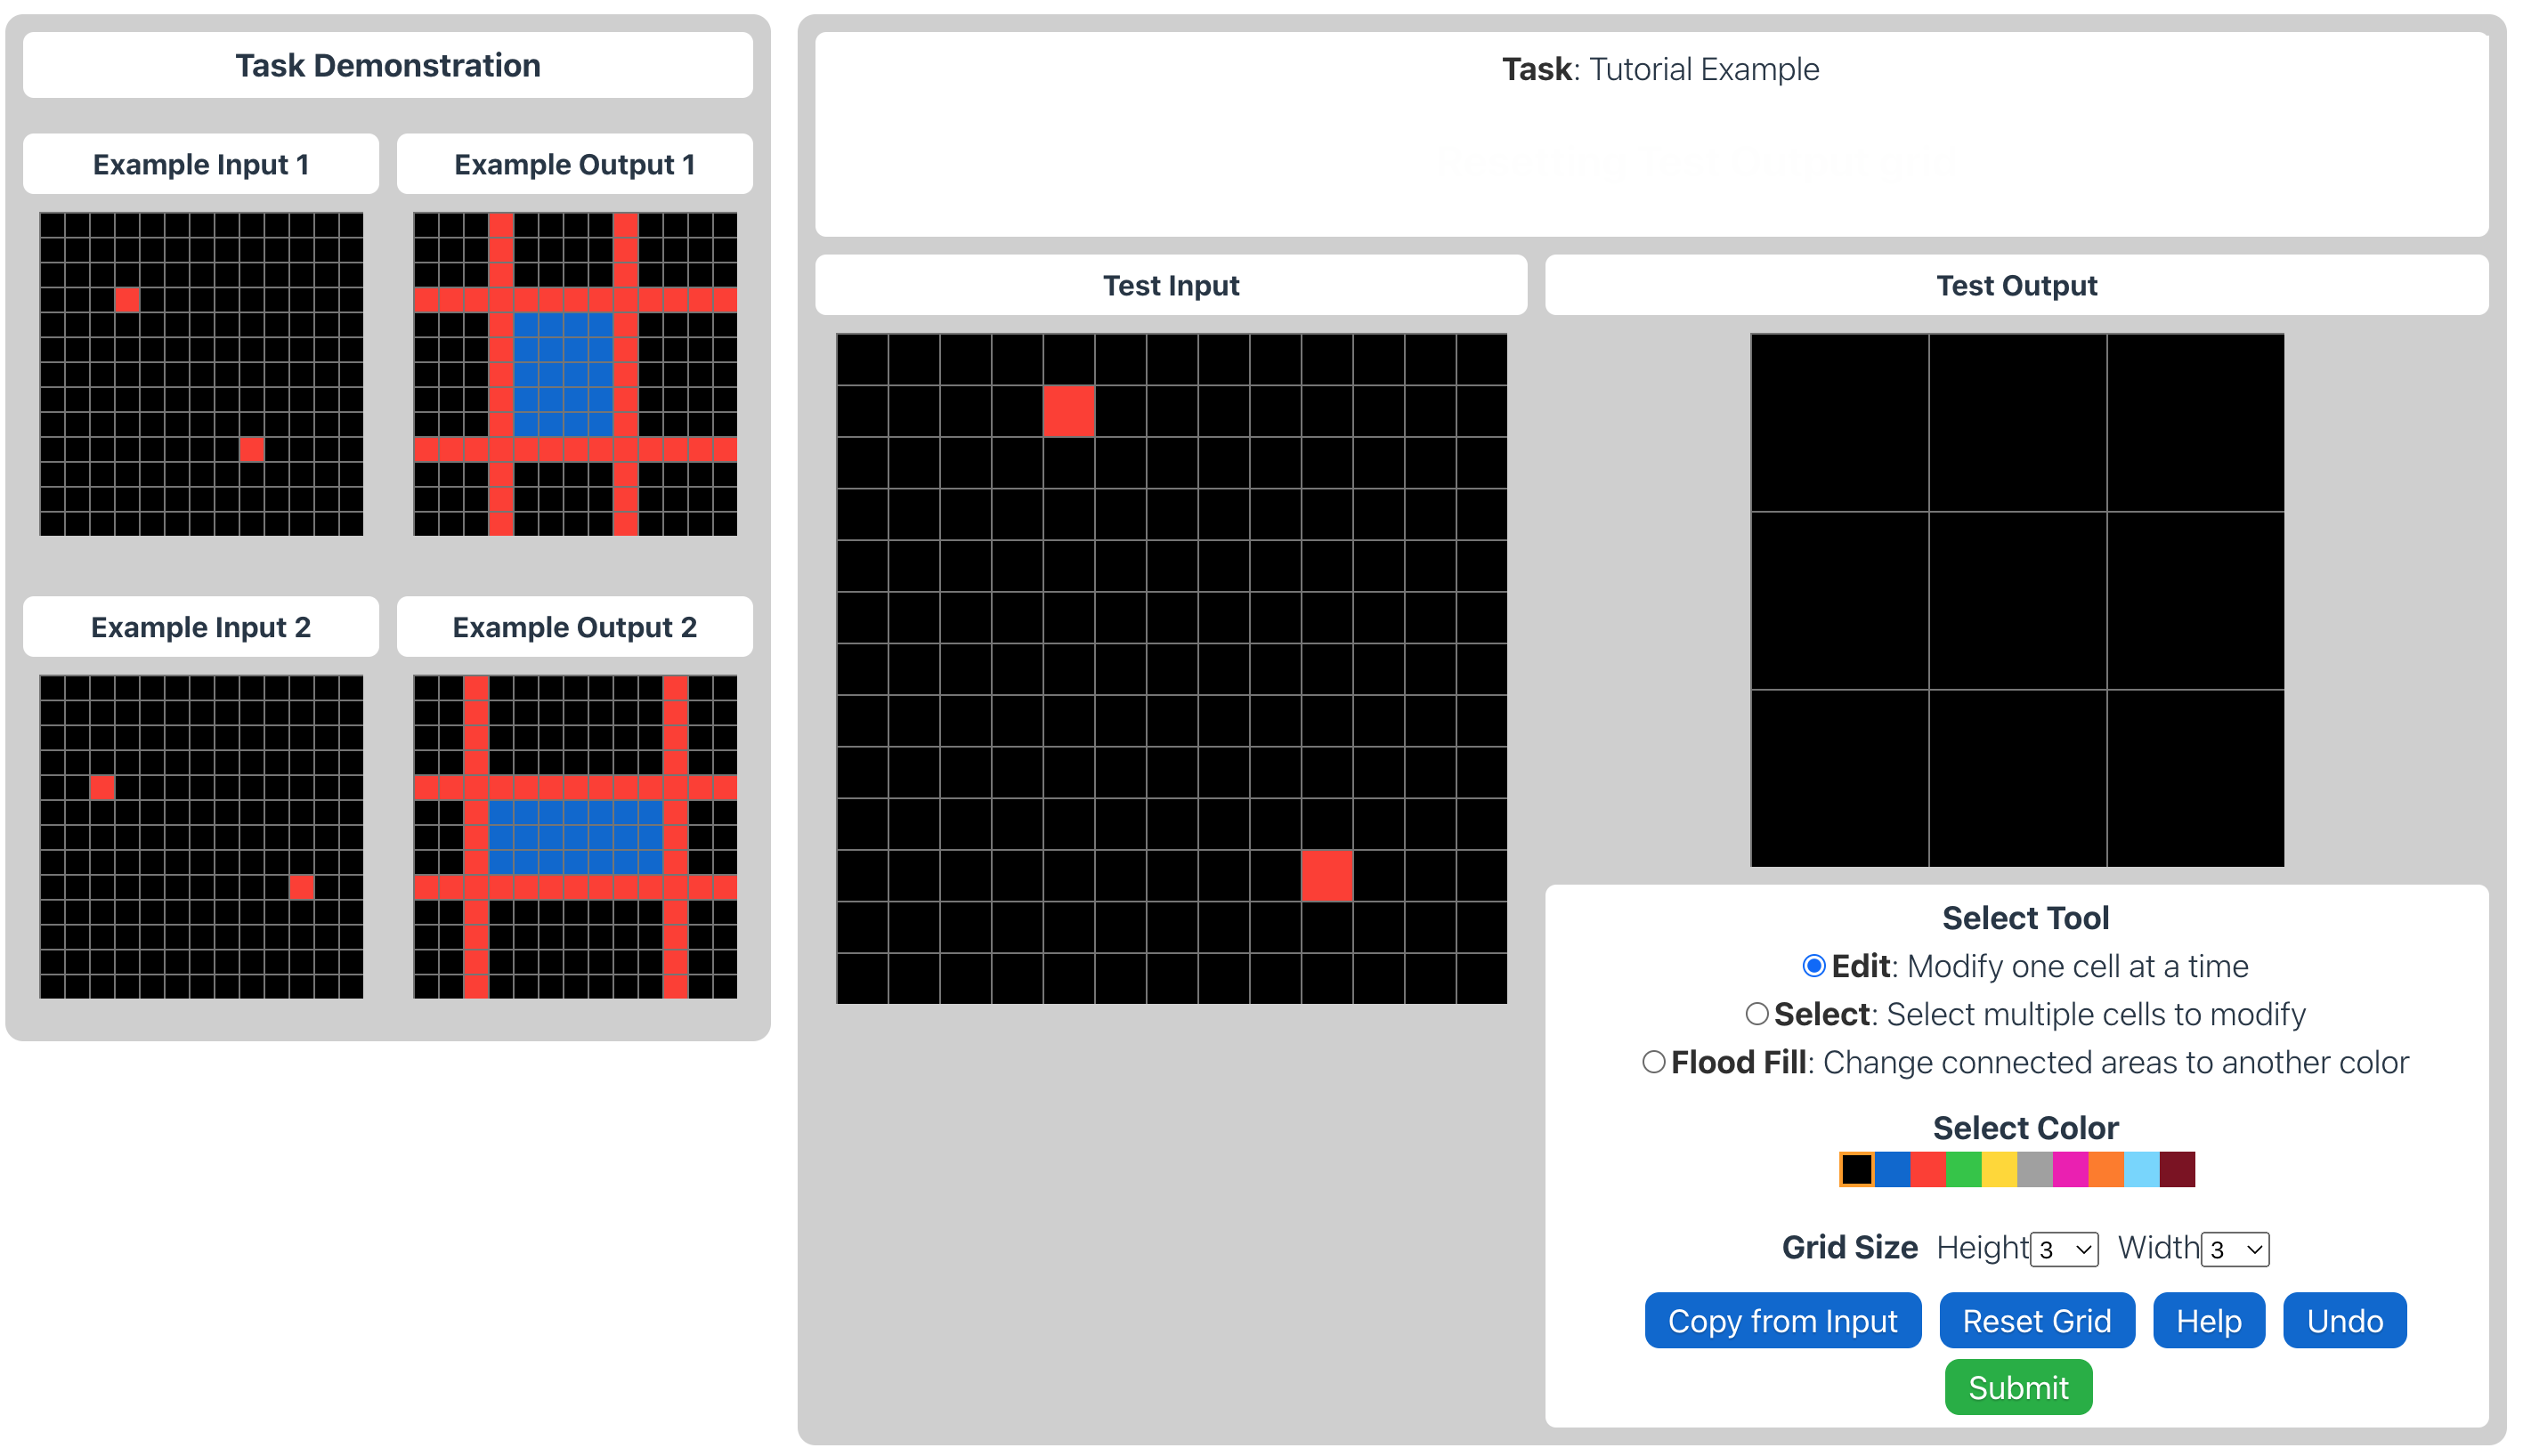 Task Demonstration
Example Input 1
Example Output 1
Example Input 2
Example Output 2
Task: Tutorial Example
Test Input
Test Output
Select Tool
Edit: Modify one cell at a time
Select: Select multiple cells to modify
Flood Fill: Change connected areas to another color
Select Color
Grid Size Height 3 Width 3
Copy from Input
Reset Grid
Help
Undo
Submit